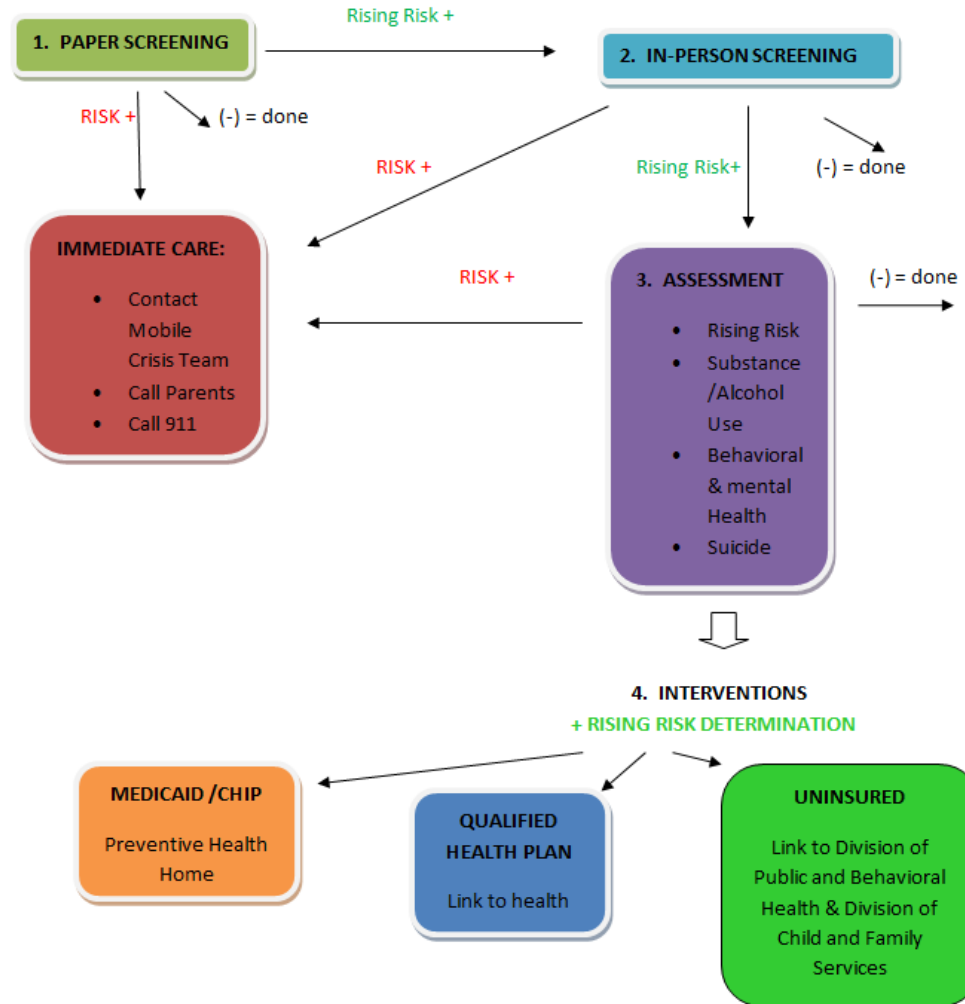 Rising Risk +
1. PAPER SCREENING
2. IN-PERSON SCREENING
RISK +
(-) = done
RISK +
Rising Risk+
(-) = done
IMMEDIATE CARE:
• Contact
Mobile
Crisis Team
• Call Parents
• Call 911
RISK +
3. ASSESSMENT
• Rising Risk
• Substance
/Alcohol
Use
• Behavioral
& mental
Health
• Suicide
(-) = done
4. INTERVENTIONS
+ RISING RISK DETERMINATION
MEDICAID /CHIP
Preventive Health
Home
QUALIFIED
HEALTH PLAN
Link to health
UNINSURED
Link to Division of
Public and Behavioral
Health & Division of
Child and Family
Services